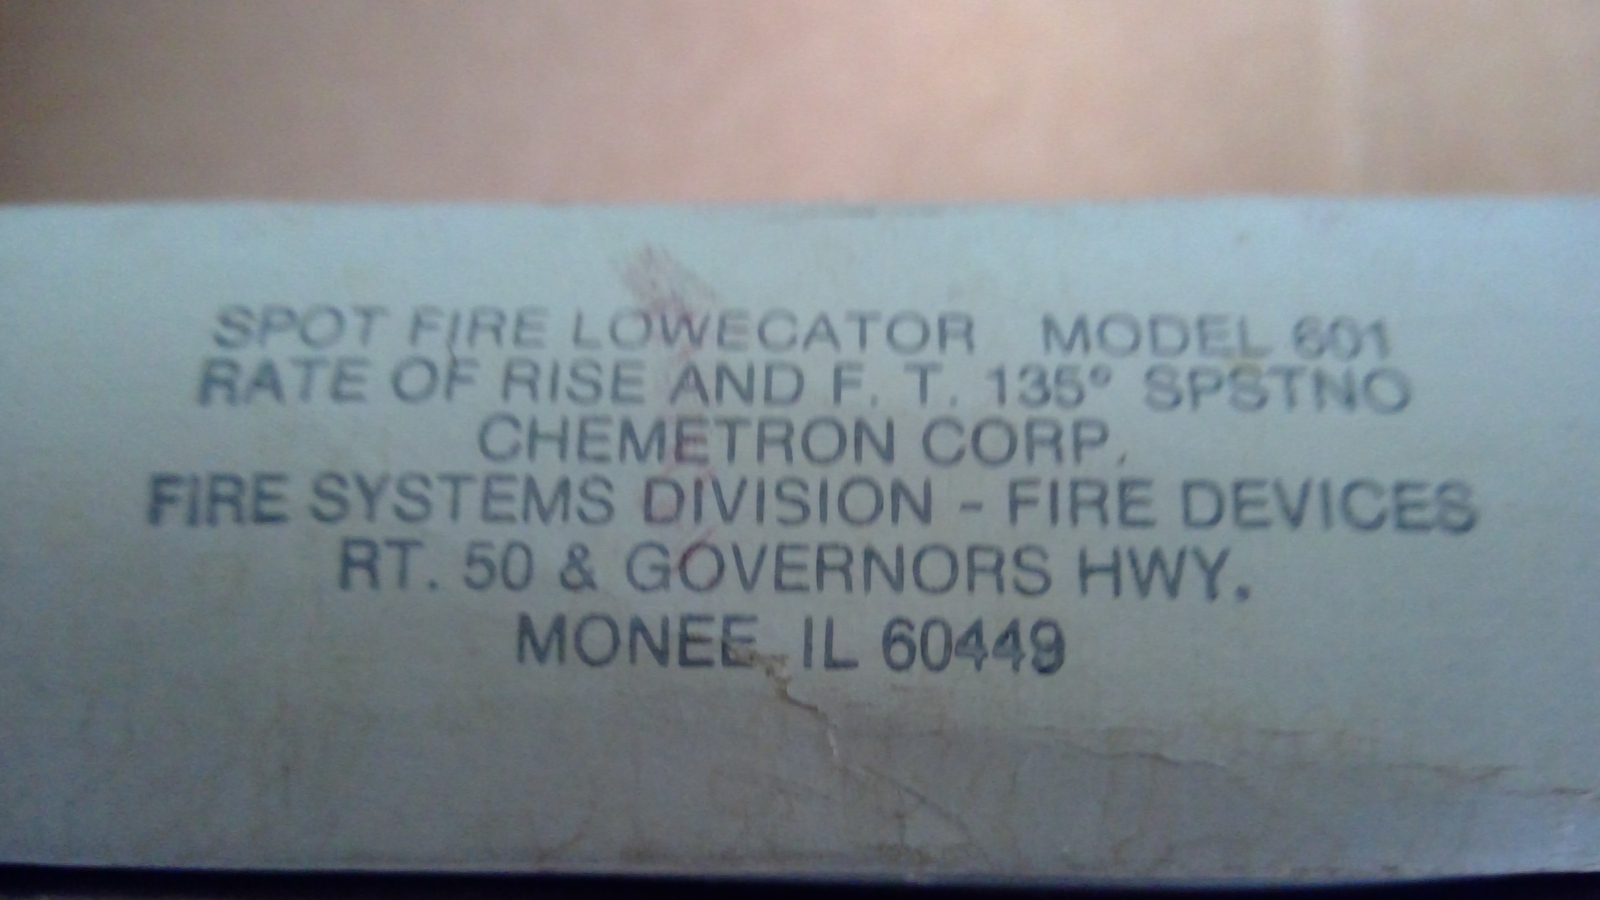 SPOT FIRE LOWECATOR MODEL 601
RATE OF RISE AND F. T. 135° SPSTNO
CHEMETRON CORP.
FIRE SYSTEMS DIVISION - FIRE DEVICES
RT. 50 & GOVERNORS HWY.
MONEE, IL 60449